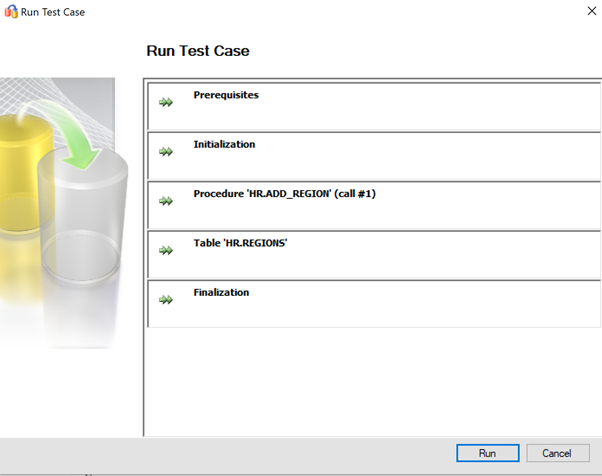 Run Test Case
Run Test Case
Prerequisites
Initialization
Procedure 'HR.ADD_REGION' (call #1)
Table 'HR.REGIONS'
Finalization
Run
Cancel